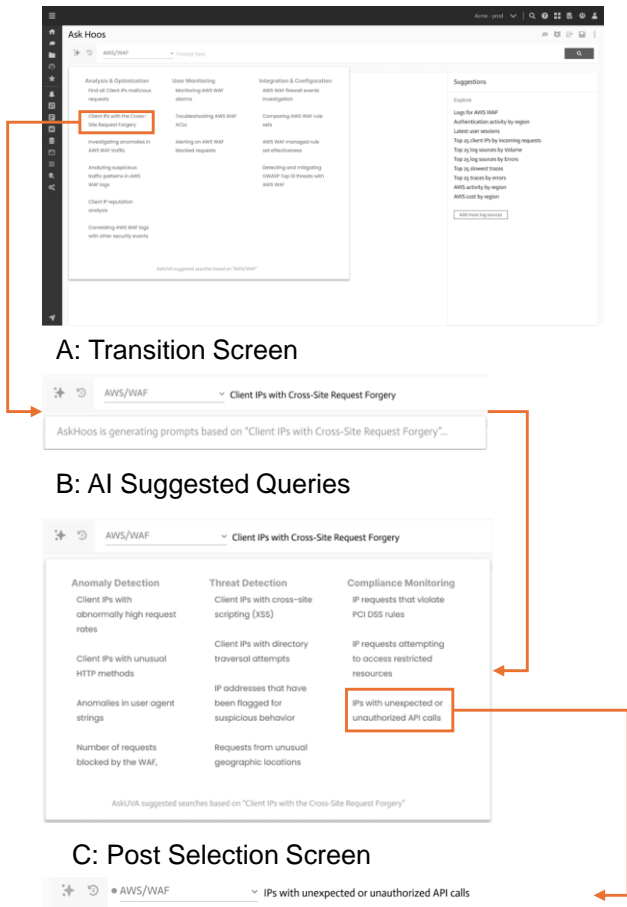 Acme - prod
Ask Hoos
AWS/WAF
Prompt here
Analysis & Optimization
Find all Client IPs malicious
requests
Client IPs with the Cross-
Site Request Forgery
Investigating anomalies in
AWS WAF traffic
Analyzing suspicious
traffic patterns in AWS
WAF logs
Client IP reputation
analysis
Correlating AWS WAF logs
with other security events
User Monitoring
Monitoring AWS WAF
alarms
Troubleshooting AWS WAF
ACLs
Alerting on AWS WAF
blocked requests
Integration & Configuration
AWS WAF firewall events
investigation
Comparing AWS WAF rule
sets
AWS WAF managed rule
set effectiveness
Detecting and mitigating
OWASP Top 10 threats with
AWS WAF
AskUVA suggested searches based on "AWS/WAF"
Suggestions
Explore
Logs for AWS WAF
Authentication activity by region
Latest user sessions
Top 25 client IPs by incoming requests
Top 25 log sources by Volume
Top 25 log sources by Errors
Top 25 slowest traces
Top 25 traces by errors
AWS activity by region
AWS cost by region
Add more log sources
A: Transition Screen
AWS/WAF
Client IPs with Cross-Site Request Forgery
AskHoos is generating prompts based on "Client IPs with Cross-Site Request Forgery"...
B: AI Suggested Queries
AWS/WAF
Client IPs with Cross-Site Request Forgery
Anomaly Detection
Client IPs with
abnormally high request
rates
Client IPs with unusual
HTTP methods
Anomalies in user agent
strings
Number of requests
blocked by the WAF,
Threat Detection
Client IPs with cross-site
scripting (XSS)
Client IPs with directory
traversal attempts
IP addresses that have
been flagged for
suspicious behavior
Requests from unusual
geographic locations
Compliance Monitoring
IP requests that violate
PCI DSS rules
IP requests attempting
to access restricted
resources
IPs with unexpected or
unauthorized API calls
AskUVA suggested searches based on "Client IPs with the Cross-Site Request Forgery"
C: Post Selection Screen
AWS/WAF
IPs with unexpected or unauthorized API calls